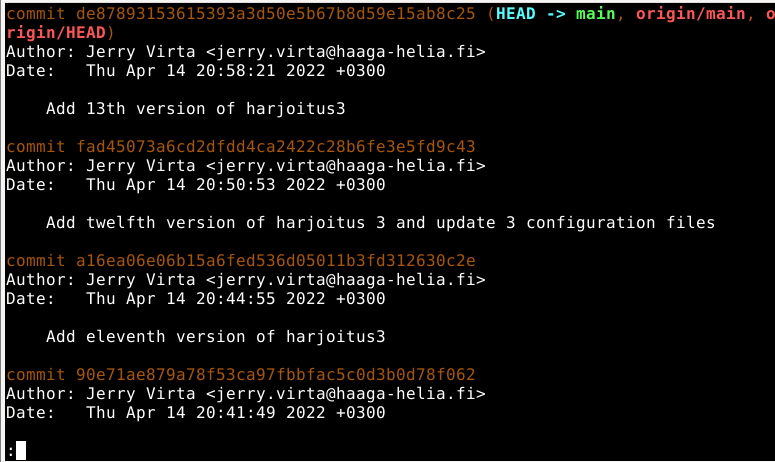 commit de87893153615393a3d50e5b67b8d59e15ab8c25 (HEAD -> main, origin/main, o
rigin/HEAD)
Author: Jerry Virta <jerry.virta@haaga-helia.fi>
Date:   Thu Apr 14 20:58:21 2022 +0300
    Add 13th version of harjoitus3
commit fad45073a6cd2dfdd4ca2422c28b6fe3e5fd9c43
Author: Jerry Virta <jerry.virta@haaga-helia.fi>
Date:   Thu Apr 14 20:50:53 2022 +0300
    Add twelfth version of harjoitus 3 and update 3 configuration files
commit a16ea06e06b15a6fed536d05011b3fd312630c2e
Author: Jerry Virta <jerry.virta@haaga-helia.fi>
Date:   Thu Apr 14 20:44:55 2022 +0300
    Add eleventh version of harjoitus3
commit 90e71ae879a78f53ca97fbbfac5c0d3b0d78f062
Author: Jerry Virta <jerry.virta@haaga-helia.fi>
Date:   Thu Apr 14 20:41:49 2022 +0300
: